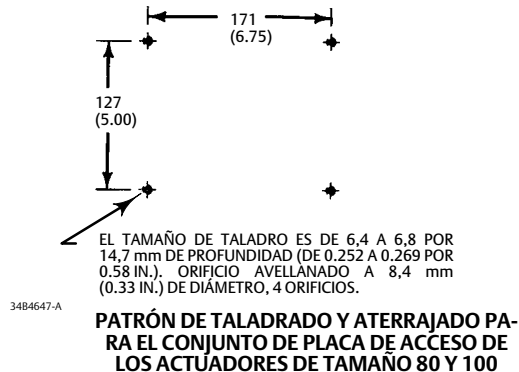 171
(6.75)
127
(5.00)
EL TAMAÑO DE TALADRO ES DE 6,4 A 6,8 POR
14,7 mm DE PROFUNDIDAD (DE 0.252 A 0.269 POR
0.58 IN.). ORIFICIO AVELLANADO A 8,4 mm
(0.33 IN.) DE DIÁMETRO, 4 ORIFICIOS.
34B4647-A
PATRÓN DE TALADRADO Y ATERRAJADO PA-
RA EL CONJUNTO DE PLACA DE ACCESO DE
LOS ACTUADORES DE TAMAÑO 80 Y 100